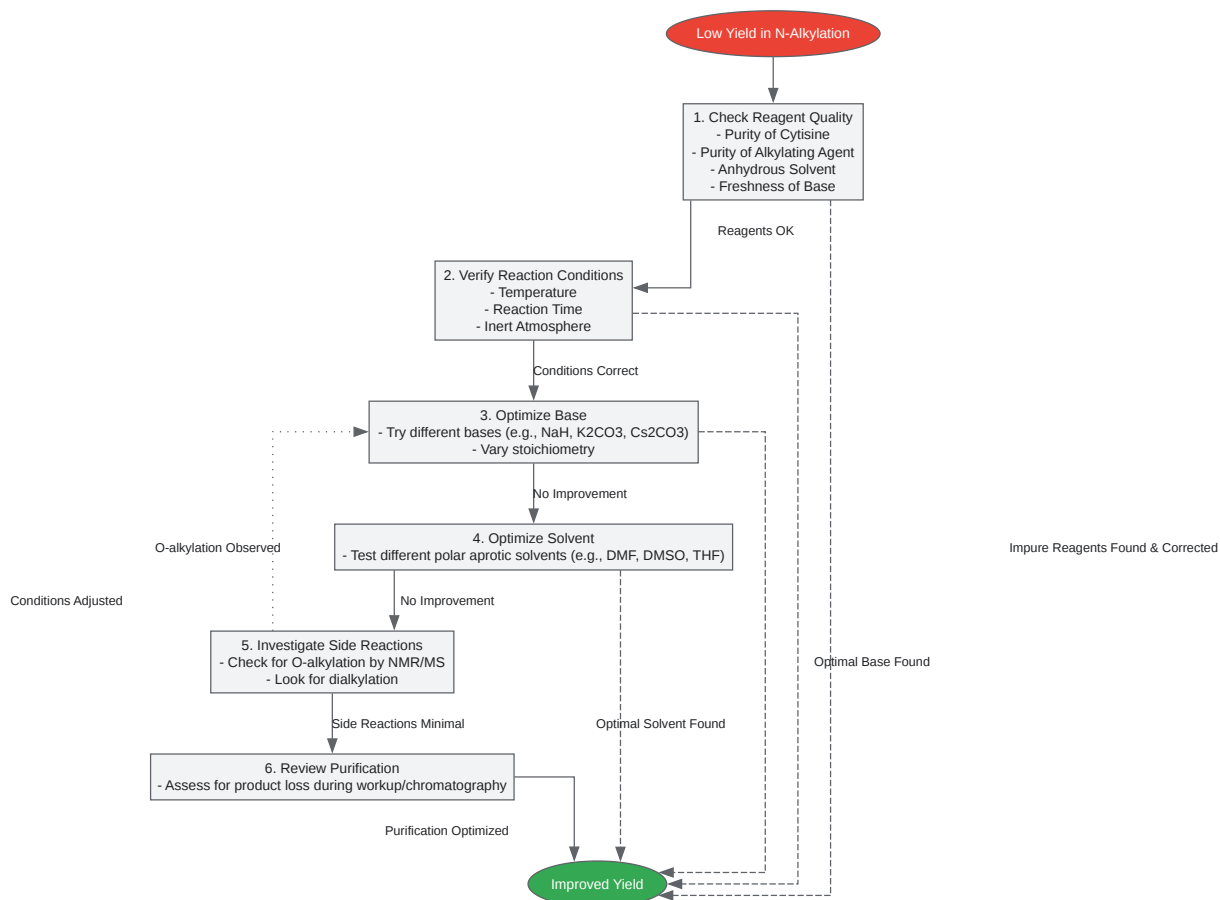 Low Yield in N-Alkylation
1. Check Reagent Quality
- Purity of Cytisine
- Purity of Alkylating Agent
- Anhydrous Solvent
- Freshness of Base
Reagents OK
2. Verify Reaction Conditions
- Temperature
- Reaction Time
- Inert Atmosphere
Conditions Correct
3. Optimize Base
- Try different bases (e.g., NaH, K2CO3, Cs2CO3)
- Vary stoichiometry
No Improvement
4. Optimize Solvent
- Test different polar aprotic solvents (e.g., DMF, DMSO, THF)
O-alkylation Observed
Impure Reagents Found & Corrected
Conditions Adjusted
No Improvement
5. Investigate Side Reactions
- Check for O-alkylation by NMR/MS
- Look for dialkylation
Optimal Base Found
Side Reactions Minimal
Optimal Solvent Found
6. Review Purification
- Assess for product loss during workup/chromatography
Purification Optimized
Improved Yield